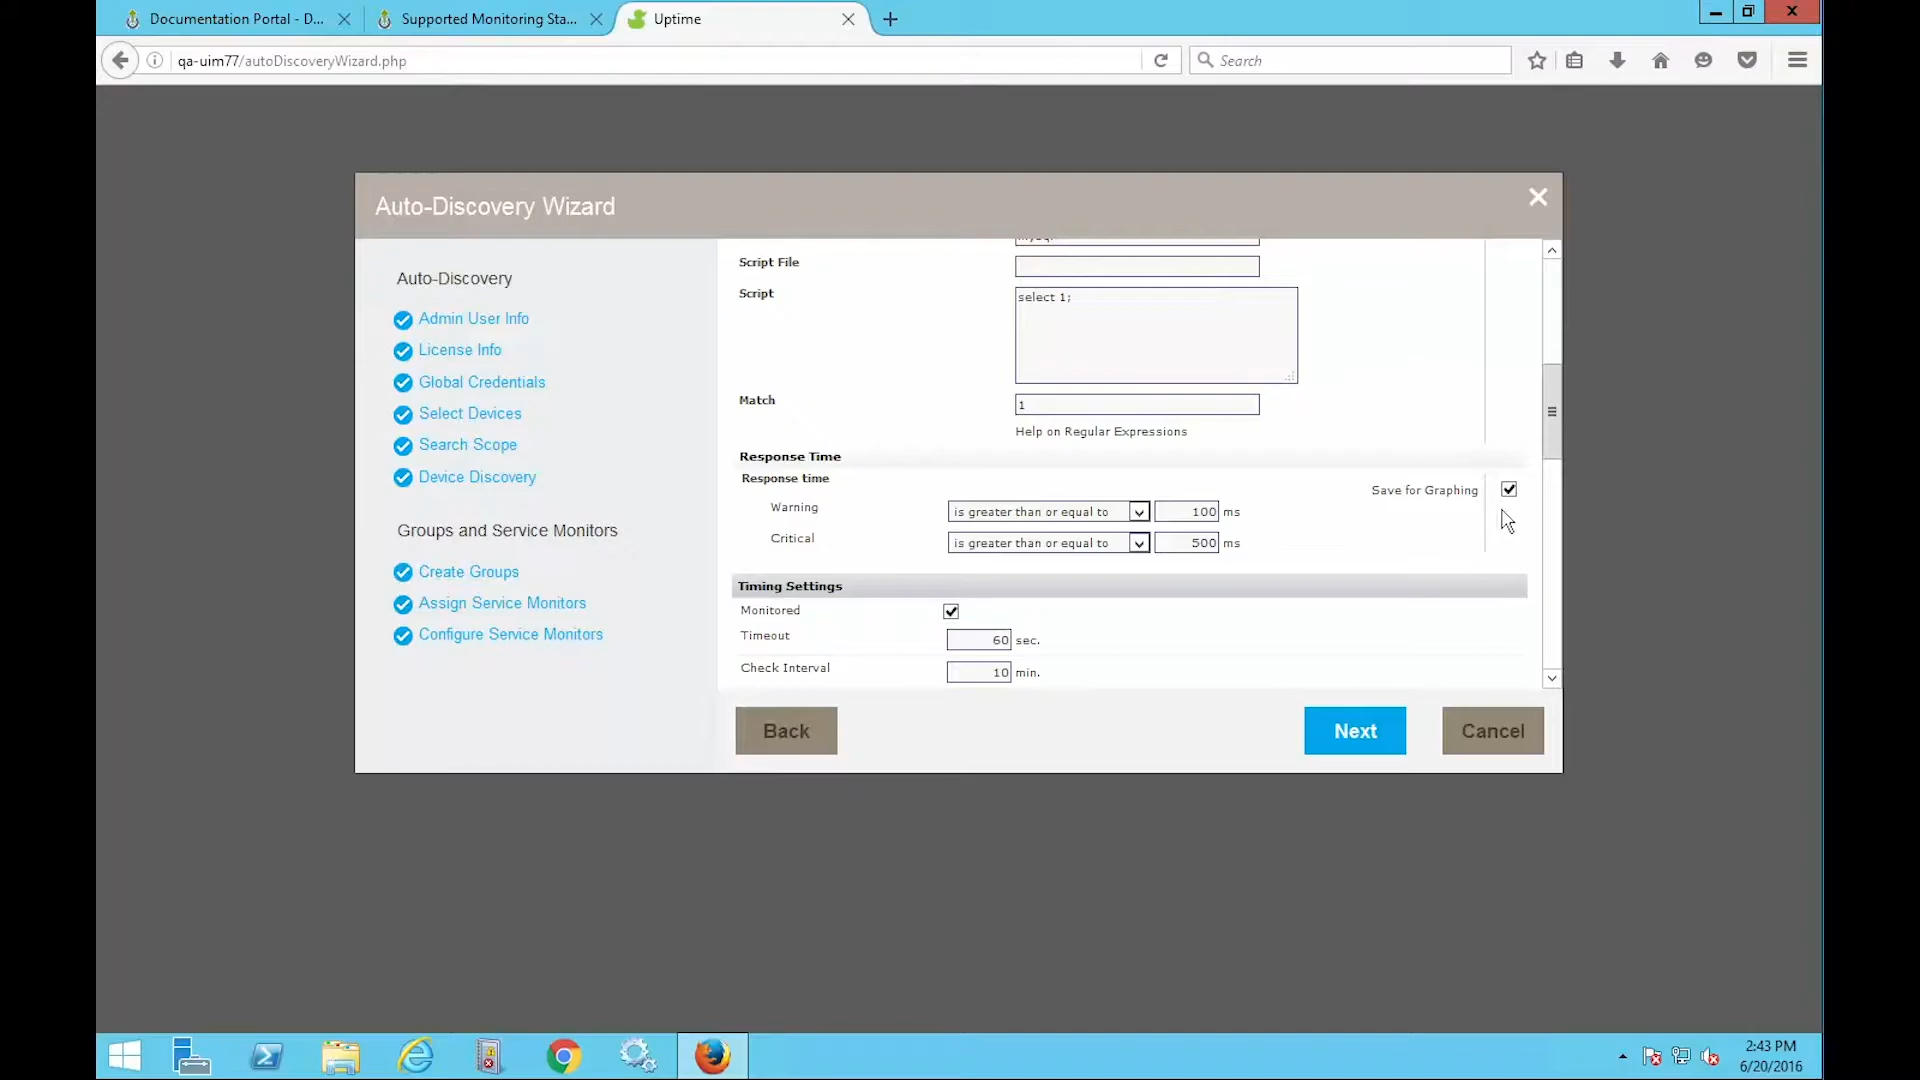 Documentation Portal - D...
Supported Monitoring Sta...
Uptime
qa-uim77/autoDiscoveryWizard.php
Search
Auto-Discovery Wizard
Auto-Discovery
Admin User Info
License Info
Global Credentials
Select Devices
Search Scope
Device Discovery
Groups and Service Monitors
Create Groups
Assign Service Monitors
Configure Service Monitors
Script File
Script
select 1;
Match
1
Help on Regular Expressions
Response Time
Response time
Save for Graphing
Warning
is greater than or equal to
100 ms
Critical
is greater than or equal to
500 ms
Timing Settings
Monitored
Timeout
60 sec.
Check Interval
10 min.
Back
Next
Cancel
2:43 PM
6/20/2016